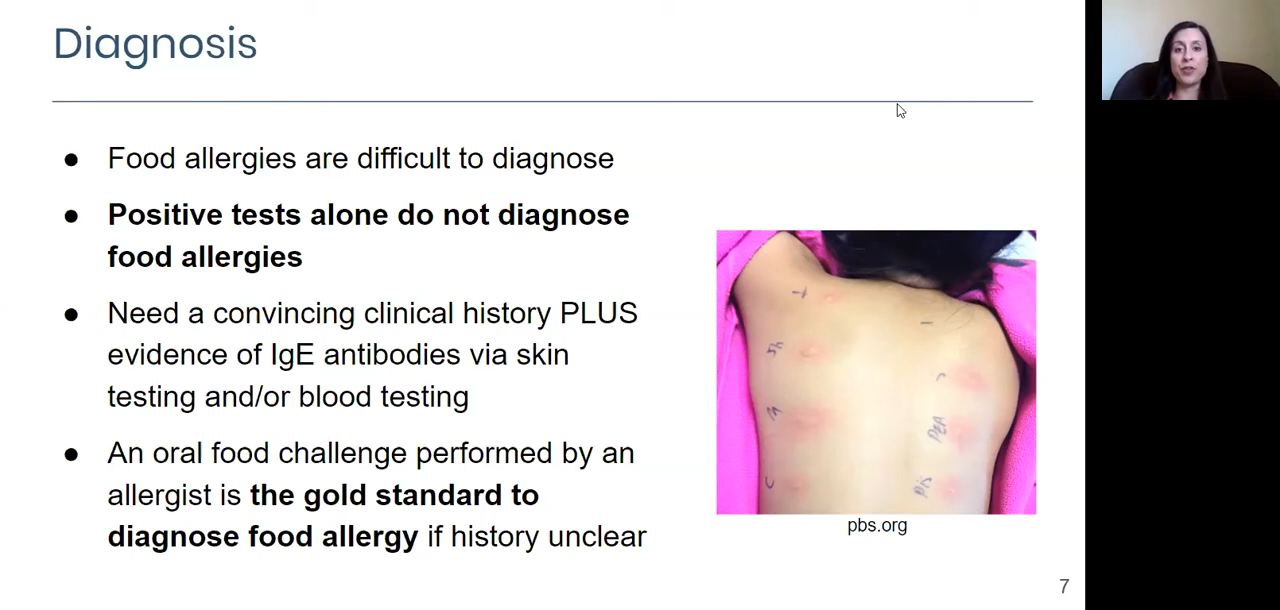 Diagnosis
● Food allergies are difficult to diagnose
● Positive tests alone do not diagnose
food allergies
● Need a convincing clinical history PLUS
evidence of IgE antibodies via skin
testing and/or blood testing
● An oral food challenge performed by an
allergist is the gold standard to
diagnose food allergy if history unclear
+
C
pbs.org
7